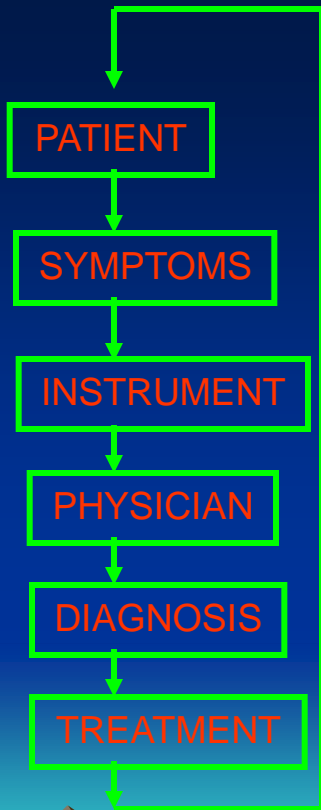 PATIENT
SYMPTOMS
INSTRUMENT
PHYSICIAN
DIAGNOSIS
TREATMENT